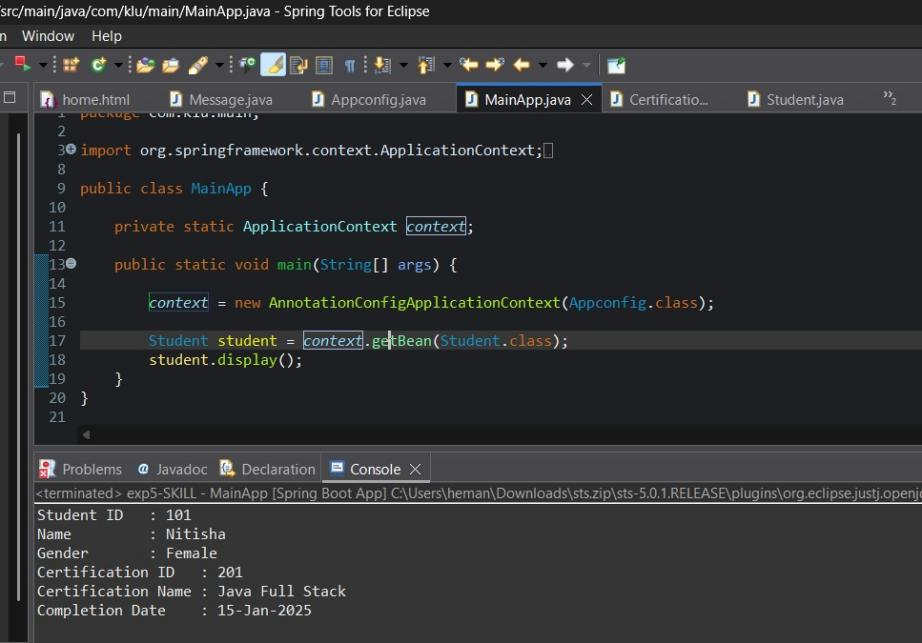 /src/main/java/com/klu/main/MainApp.java - Spring Tools for Eclipse
n Window Help
home.html Message.java Appconfig.java MainApp.java Certificatio... Student.java »2
1 package com.klu.main;
2
3 import org.springframework.context.ApplicationContext;
8
9 public class MainApp {
10
11 private static ApplicationContext context;
12
13 public static void main(String[] args) {
14
15 context = new AnnotationConfigApplicationContext(Appconfig.class);
16
17 Student student = context.getBean(Student.class);
18 student.display();
19 }
20 }
21
Problems Javadoc Declaration Console
<terminated> exp5-SKILL - MainApp [Spring Boot App] C:\Users\heman\Downloads\sts.zip\sts-5.0.1.RELEASE\plugins\org.eclipse.justj.openj
Student ID : 101
Name : Nitisha
Gender : Female
Certification ID : 201
Certification Name : Java Full Stack
Completion Date : 15-Jan-2025